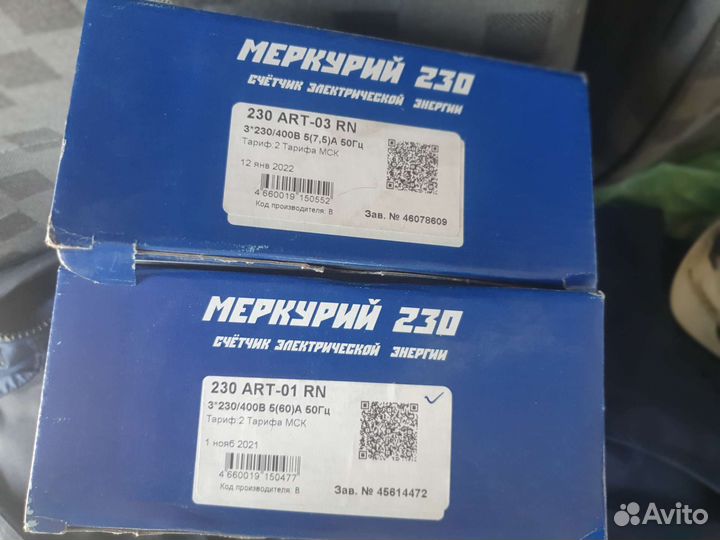 МЕРКУРИЙ 230
СЧЁТЧИК ЭЛЕКТРИЧЕСКОЙ ЭНЕРГИИ
230 ART-03 RN
3*230/400В 5(7,5)А 50Гц
Тариф:2 Тарифа МСК
12 янв 2022
4 660019 150552
Код производителя: В
Зав. № 46078609
МЕРКУРИЙ 230
СЧЁТЧИК ЭЛЕКТРИЧЕСКОЙ ЭНЕРГИИ
230 ART-01 RN
3*230/400В 5(60)А 50Гц
Тариф:2 Тарифа МСК
1 нояб 2021
4 660019 150477
Код производителя: В
Зав. № 45614472
Avito